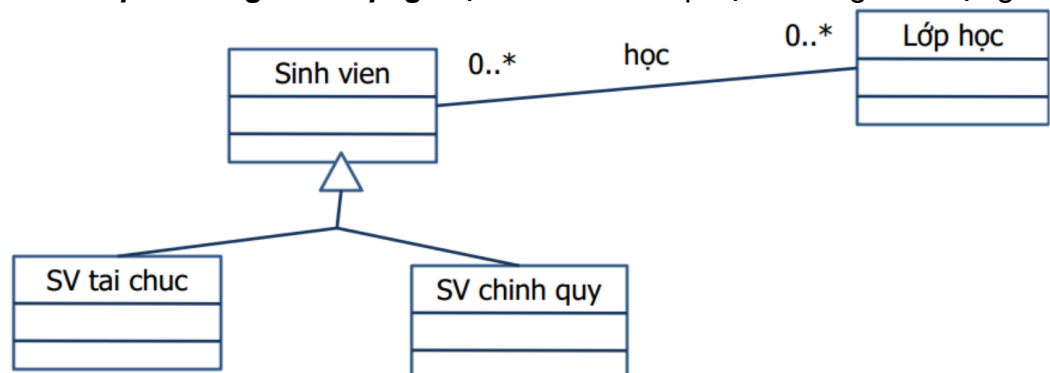 Lớp học
0..*
học
0..*
Sinh vien
SV tai chuc
SV chinh quy